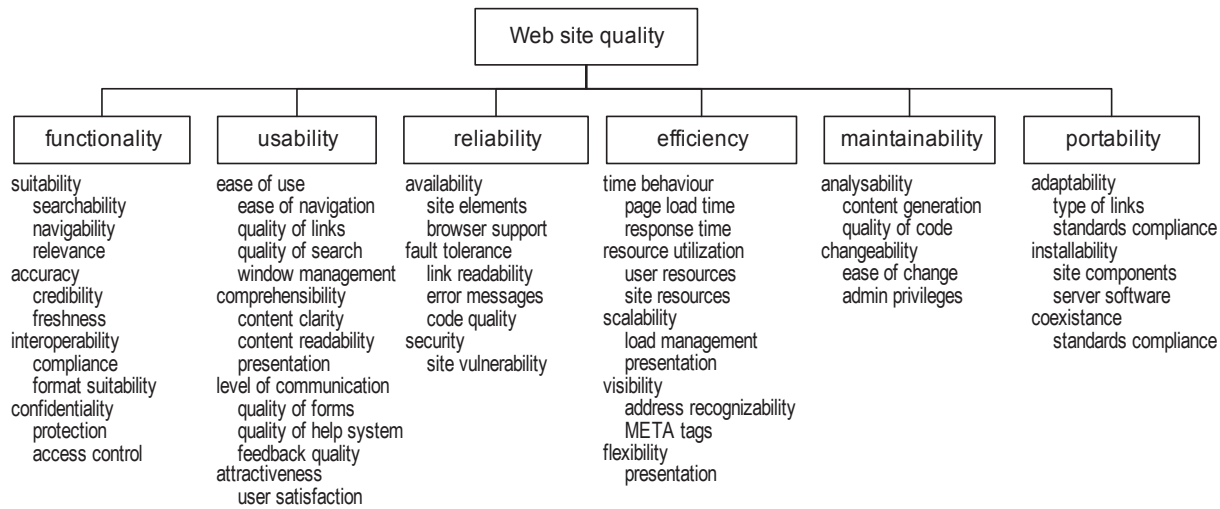 Web site quality
functionality
suitability
searchability
navigability
relevance
accuracy
credibility
freshness
interoperability
compliance
format suitability
confidentiality
protection
access control
usability
ease of use
ease of navigation
quality of links
quality of search
window management
comprehensibility
content clarity
content readability
presentation
level of communication
quality of forms
quality of help system
feedback quality
attractiveness
user satisfaction
reliability
availability
site elements
browser support
fault tolerance
link readability
error messages
code quality
security
site vulnerability
efficiency
time behaviour
page load time
response time
resource utilization
user resources
site resources
scalability
load management
presentation
visibility
address recognizability
META tags
flexibility
presentation
maintainability
analysability
content generation
quality of code
changeability
ease of change
admin privileges
portability
adaptability
type of links
standards compliance
installability
site components
server software
coexistance
standards compliance